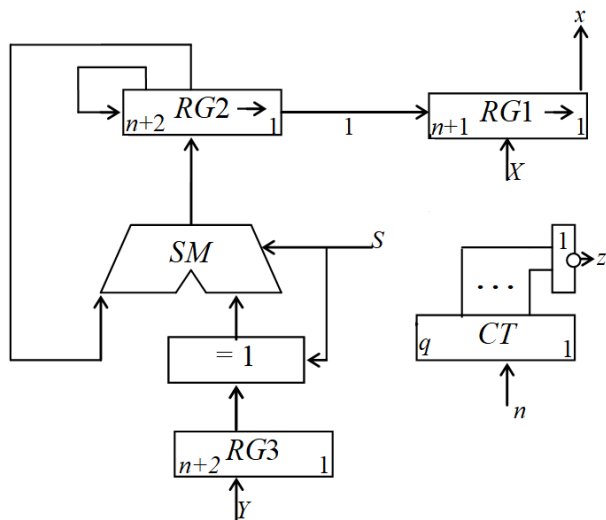 x
RG2
n+2
1
1
RG1
n+1
1
X
SM
S
1
z
. . .
= 1
CT
q
1
n
RG3
n+2
1
Y